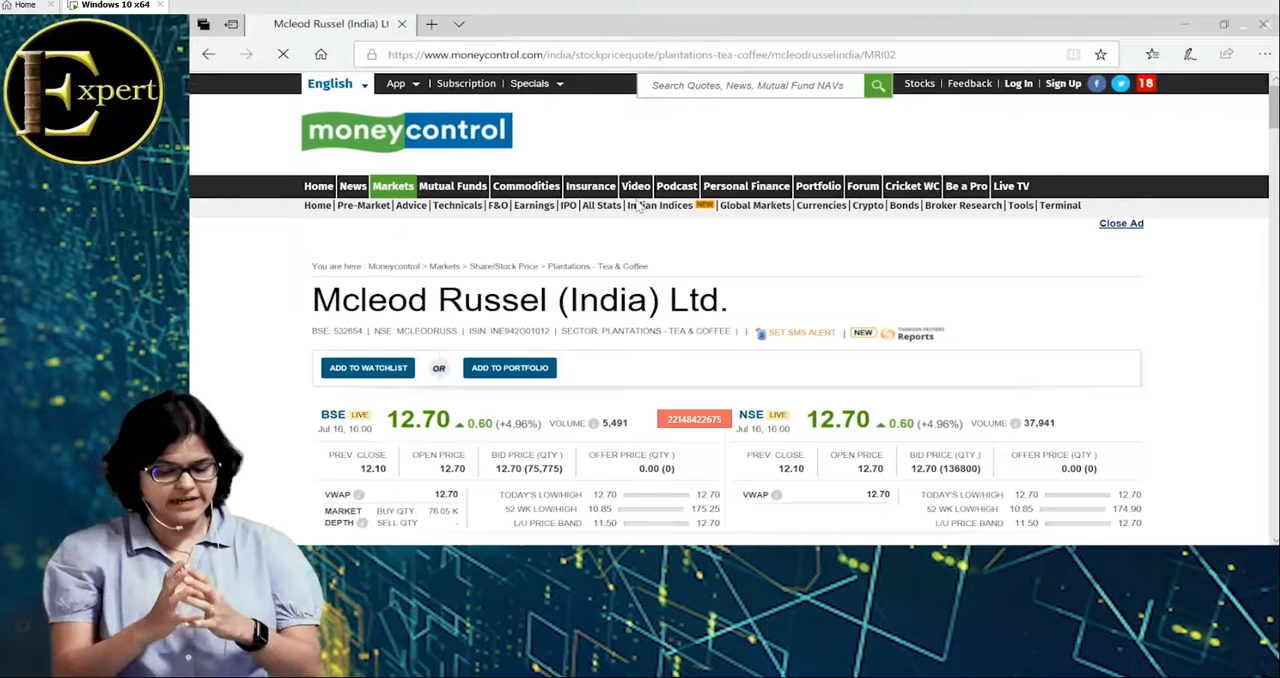 Home
Windows 10 x64
Expert
Mcleod Russel (India) Lt
https://www.moneycontrol.com/india/stockpricequote/plantations-tea-coffee/mcleodrusselindia/MRI02
English App Subscription Specials Search Quotes, News, Mutual Fund NAVs Stocks | Feedback | Log In | Sign Up f 18
moneycontrol
Home | News | Markets | Mutual Funds | Commodities | Insurance | Video | Podcast | Personal Finance | Portfolio | Forum | Cricket WC | Be a Pro | Live TV
Home | Pre-Market | Advice | Technicals | F&O | Earnings | IPO | All Stats | Indian Indices NEW | Global Markets | Currencies | Crypto | Bonds | Broker Research | Tools | Terminal
Close Ad
You are here : Moneycontrol > Markets > Share/Stock Price > Plantations - Tea & Coffee
Mcleod Russel (India) Ltd.
BSE: 532654 | NSE: MCLEODRUSS | ISIN: INE942G01012 | SECTOR: PLANTATIONS - TEA & COFFEE | | SET SMS ALERT | NEW THOMSON REUTERS Reports
ADD TO WATCHLIST OR ADD TO PORTFOLIO
BSE LIVE 12.70 0.60 (+4.96%) VOLUME i 5,491 22148422675 NSE LIVE 12.70 0.60 (+4.96%) VOLUME i 37,941
Jul 16, 16:00 Jul 16, 16:00
PREV. CLOSE OPEN PRICE BID PRICE (QTY.) OFFER PRICE (QTY.) PREV. CLOSE OPEN PRICE BID PRICE (QTY.) OFFER PRICE (QTY.)
12.10 12.70 12.70 (75,775) 0.00 (0) 12.10 12.70 12.70 (136800) 0.00 (0)
VWAP i 12.70 TODAY'S LOW/HIGH 12.70 12.70 VWAP i 12.70 TODAY'S LOW/HIGH 12.70 12.70
MARKET BUY QTY 76.05 K 52 WK LOW/HIGH 10.85 175.25 52 WK LOW/HIGH 10.85 174.90
DEPTH i SELL QTY - L/U PRICE BAND 11.50 12.70 L/U PRICE BAND 11.50 12.70